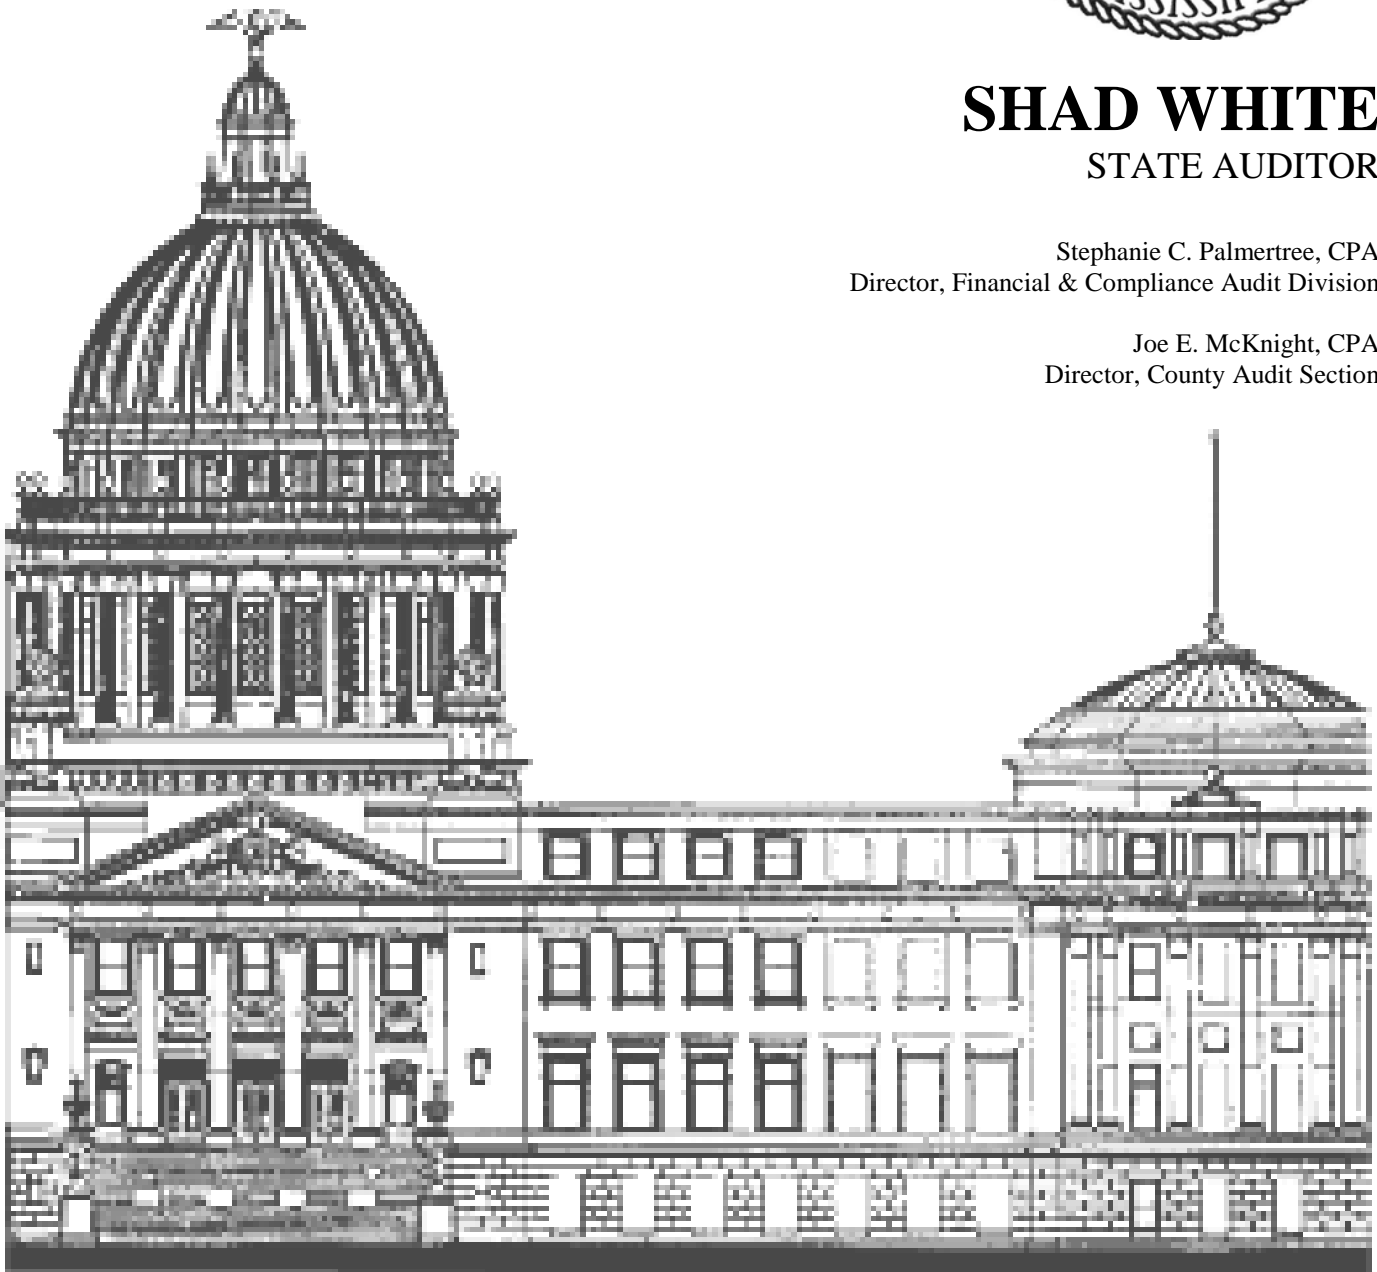 SHAD WHITE
STATE AUDITOR
Stephanie C. Palmertree, CPA
Director, Financial & Compliance Audit Division
Joe E. McKnight, CPA
Director, County Audit Section